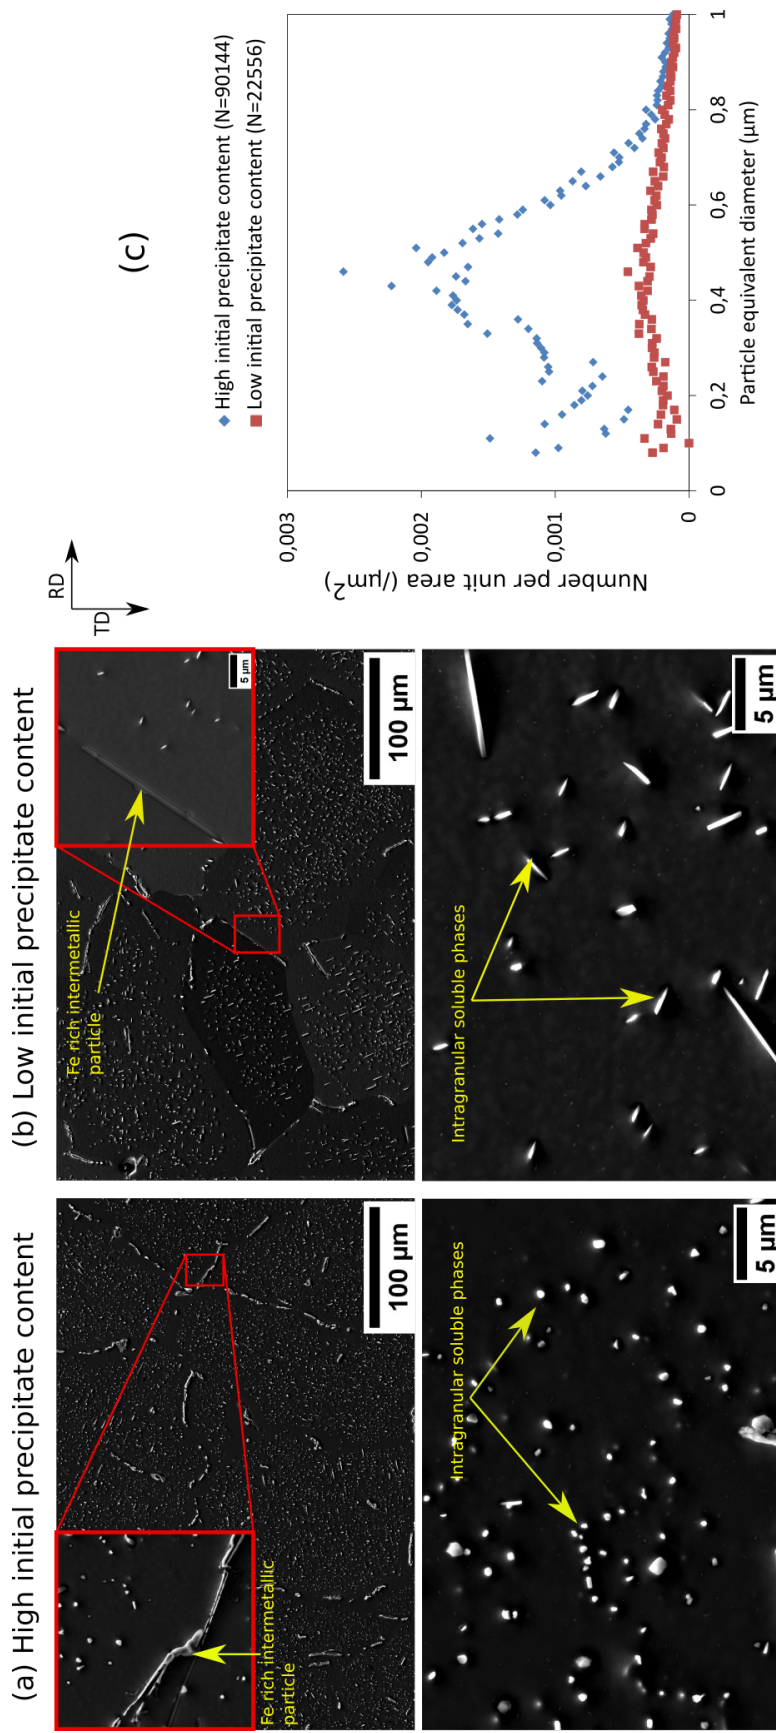 (a) High initial precipitate content
Fe rich intermetallic
particle
100 µm
Intragranular soluble phases
5 µm
(b) Low initial precipitate content
Fe rich intermetallic
particle
5 µm
100 µm
Intragranular soluble phases
5 µm
RD
TD
(c)
High initial precipitate content (N=90144)
Low initial precipitate content (N=22556)
Number per unit area (/µm²)
0,003
0,002
0,001
0
0
0,2
0,4
0,6
0,8
1
Particle equivalent diameter (µm)